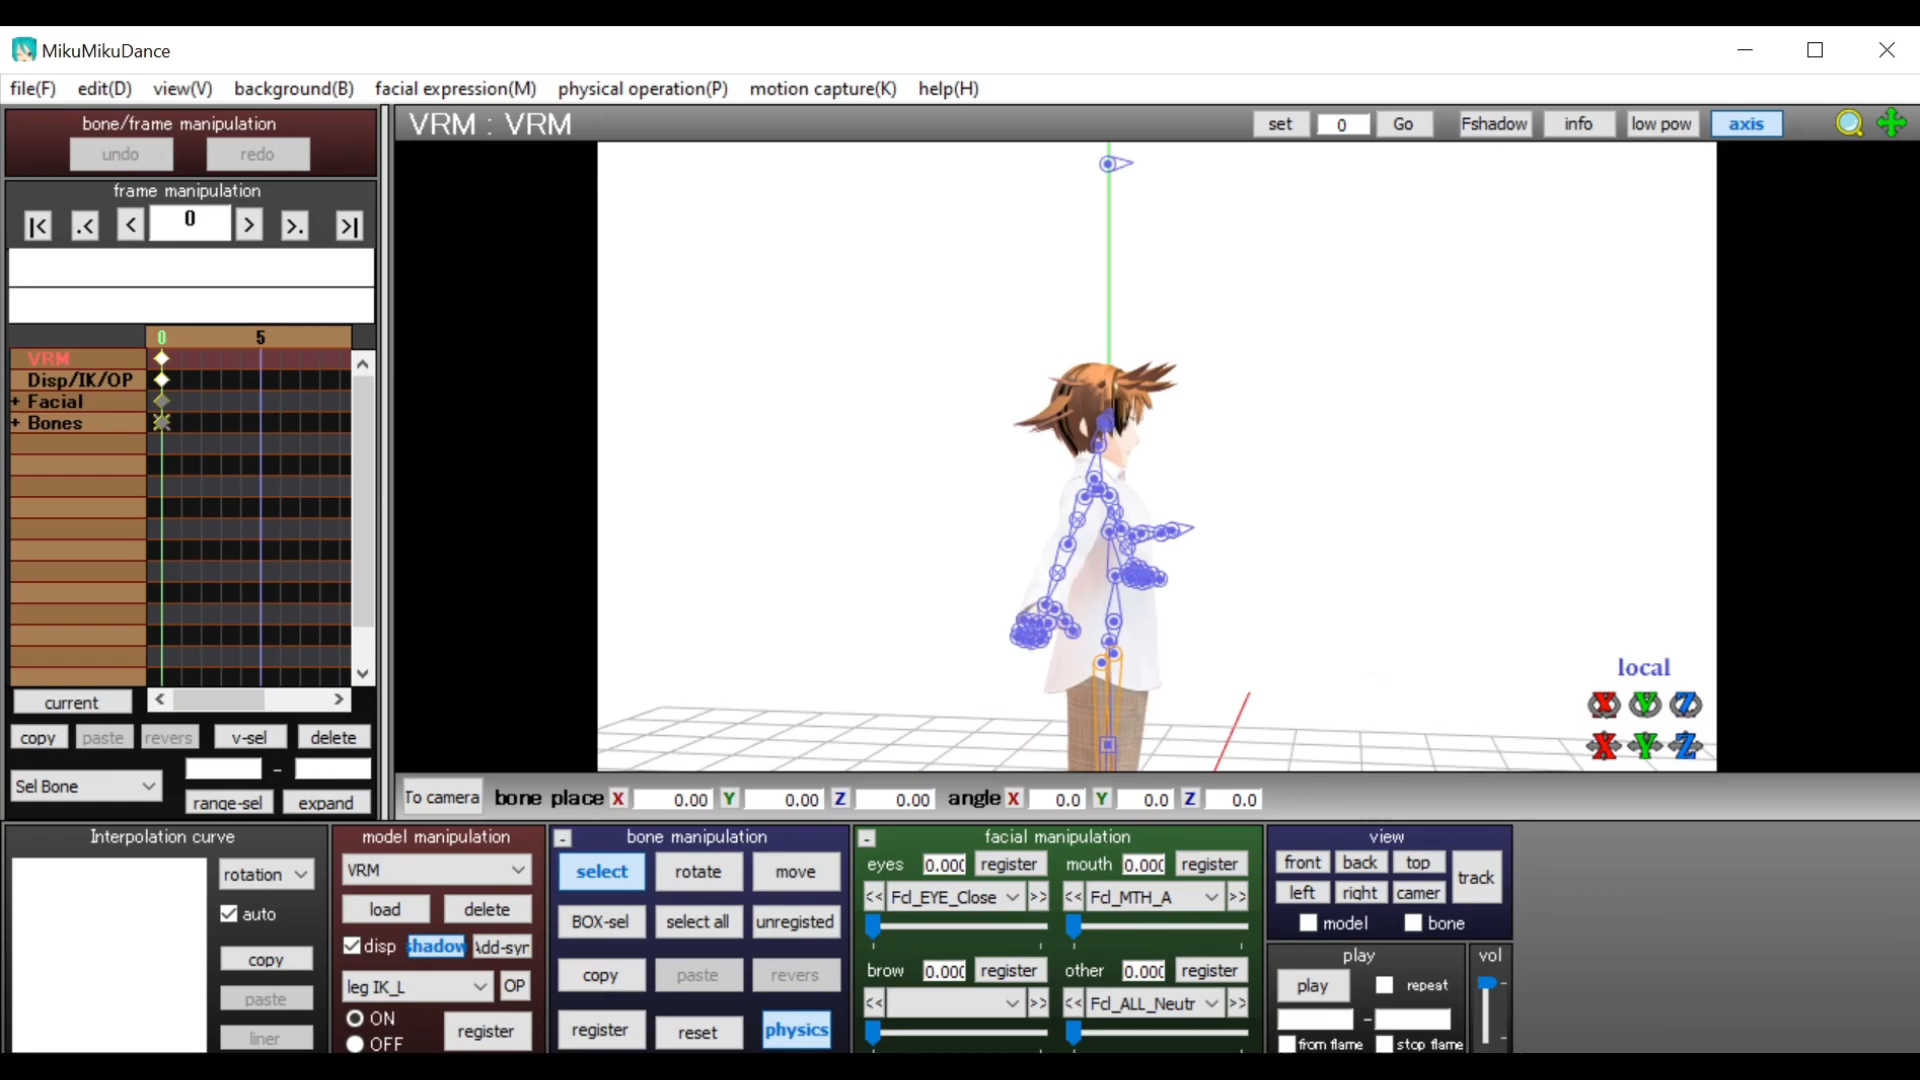 MikuMikuDance
file(F) edit(D) view(V) background(B) facial expression(M) physical operation(P) motion capture(K) help(H)
bone/frame manipulation
undo redo
VRM : VRM
set 0 Go Fshadow info low pow axis
frame manipulation
|< .< < 0 > >. >|
0 5
VRM
Disp/IK/OP
+ Facial
+ Bones
local
X Y Z
X Y Z
current < >
copy paste revers v-sel delete
Sel Bone -
range-sel expand
To camera bone place X 0.00 Y 0.00 Z 0.00 angle X 0.0 Y 0.0 Z 0.0
Interpolation curve
rotation
auto
copy
paste
liner
model manipulation
VRM
load delete
disp shadow Add-syn
leg IK_L OP
ON
OFF
register
- bone manipulation
select rotate move
BOX-sel select all unregisted
copy paste revers
register reset physics
- facial manipulation
eyes 0.000 register mouth 0.000 register
<< Fcl_EYE_Close >> << Fcl_MTH_A >>
brow 0.000 register other 0.000 register
<< >> << Fcl_ALL_Neutr >>
view
front back top
track
left right camer
model bone
play
play repeat
-
from flame stop flame
vol